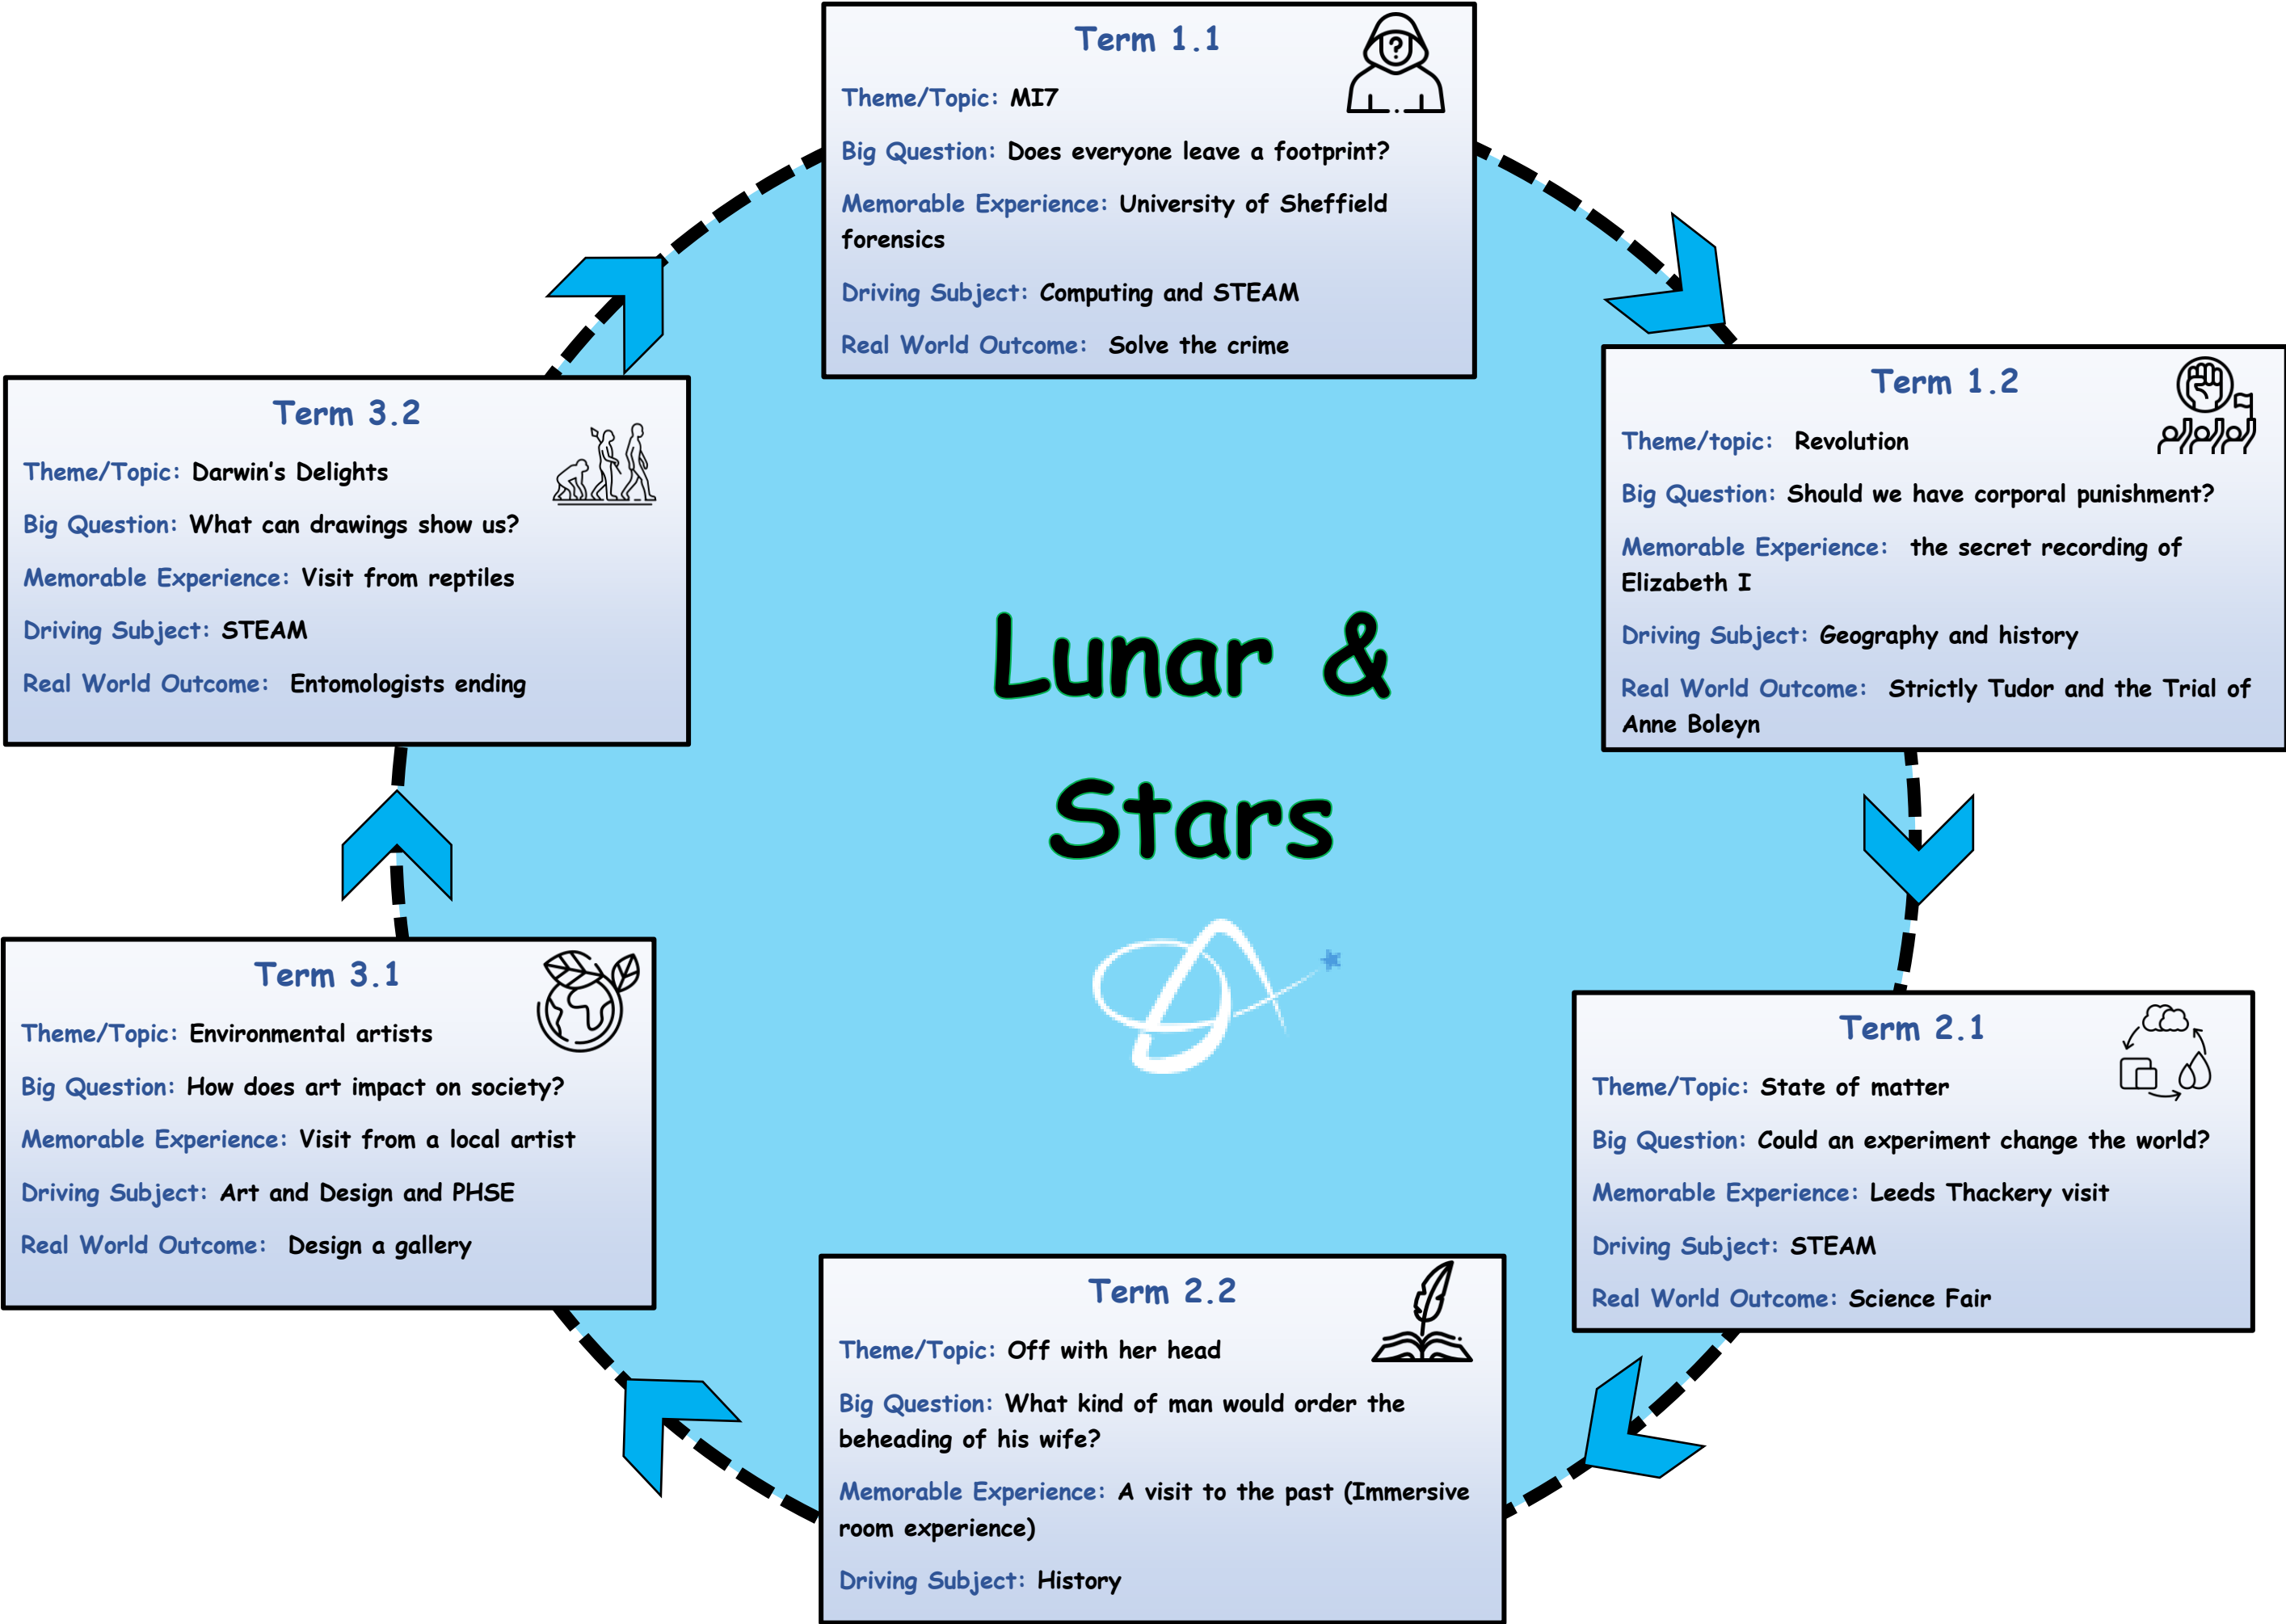 Term 1.1
Theme/Topic: MI7
Big Question: Does everyone leave a footprint?
Memorable Experience: University of Sheffield
forensics
Driving Subject: Computing and STEAM
Real World Outcome: Solve the crime
Term 1.2
Theme/topic: Revolution
Big Question: Should we have corporal punishment?
Memorable Experience: the secret recording of
Elizabeth I
Driving Subject: Geography and history
Real World Outcome: Strictly Tudor and the Trial of
Anne Boleyn
Term 2.1
Theme/Topic: State of matter
Big Question: Could an experiment change the world?
Memorable Experience: Leeds Thackery visit
Driving Subject: STEAM
Real World Outcome: Science Fair
Term 2.2
Theme/Topic: Off with her head
Big Question: What kind of man would order the
beheading of his wife?
Memorable Experience: A visit to the past (Immersive
room experience)
Driving Subject: History
Term 3.1
Theme/Topic: Environmental artists
Big Question: How does art impact on society?
Memorable Experience: Visit from a local artist
Driving Subject: Art and Design and PHSE
Real World Outcome: Design a gallery
Term 3.2
Theme/Topic: Darwin's Delights
Big Question: What can drawings show us?
Memorable Experience: Visit from reptiles
Driving Subject: STEAM
Real World Outcome: Entomologists ending
Lunar &
Stars